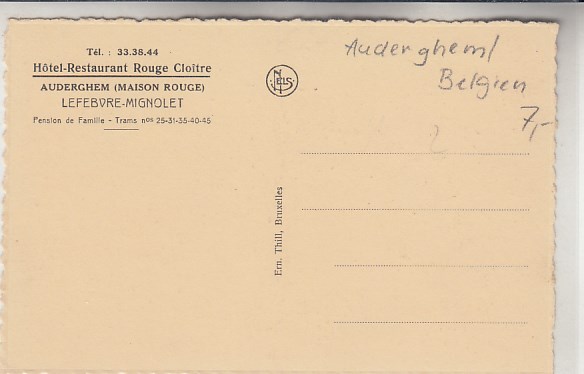 Tél. : 33.38.44
Hôtel-Restaurant Rouge Cloître
AUDERGHEM (MAISON ROUGE)
LEFEBVRE-MIGNOLET
Pension de Famille - Trams nos 25-31-35-40-45
NELS
Auderghem/
Belgien
7,-
Ern. Thill, Bruxelles